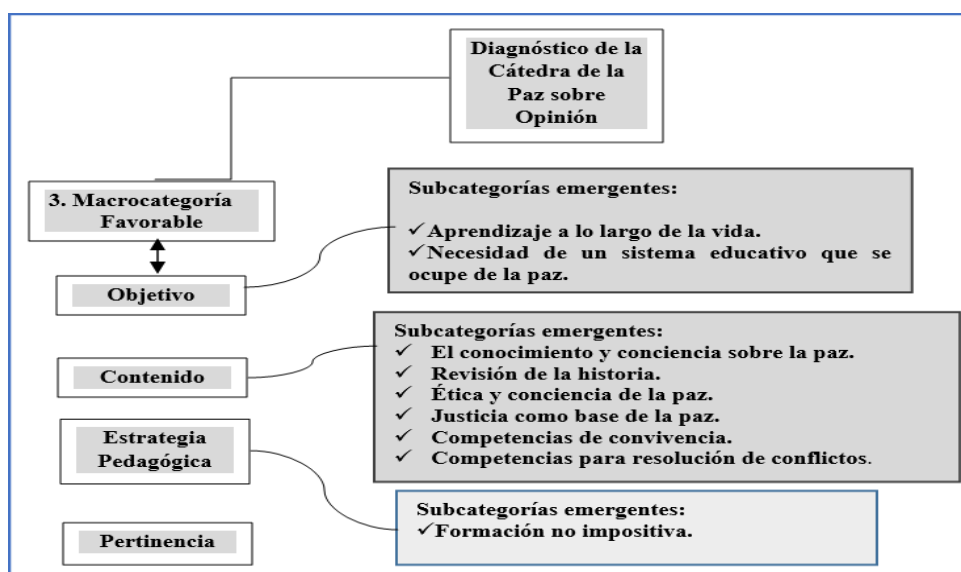 Diagnóstico de la
Cátedra de la
Paz sobre
Opinión
3. Macrocategoría
Favorable
Subcategorías emergentes:
✓Aprendizaje a lo largo de la vida.
✓Necesidad de un sistema educativo que se
ocupe de la paz.
Objetivo
Subcategorías emergentes:
✓ El conocimiento y conciencia sobre la paz.
✓ Revisión de la historia.
✓ Ética y conciencia de la paz.
✓ Justicia como base de la paz.
✓ Competencias de convivencia.
✓ Competencias para resolución de conflictos.
Contenido
Estrategia
Pedagógica
Subcategorías emergentes:
✓Formación no impositiva.
Pertinencia